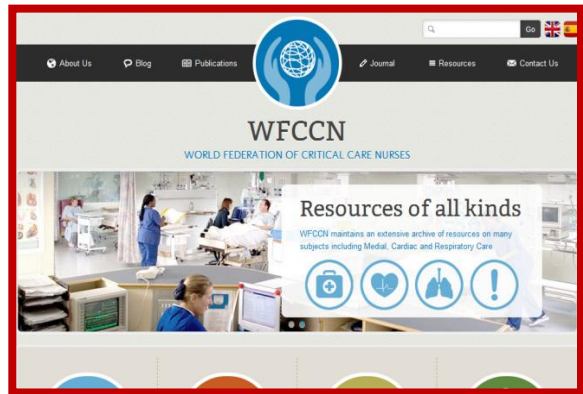 Go
About Us
Blog
Publications
Journal
Resources
Contact Us
WFCCN
WORLD FEDERATION OF CRITICAL CARE NURSES
Resources of all kinds
WFCCN maintains an extensive archive of resources on many
subjects including Medial, Cardiac and Respiratory Care